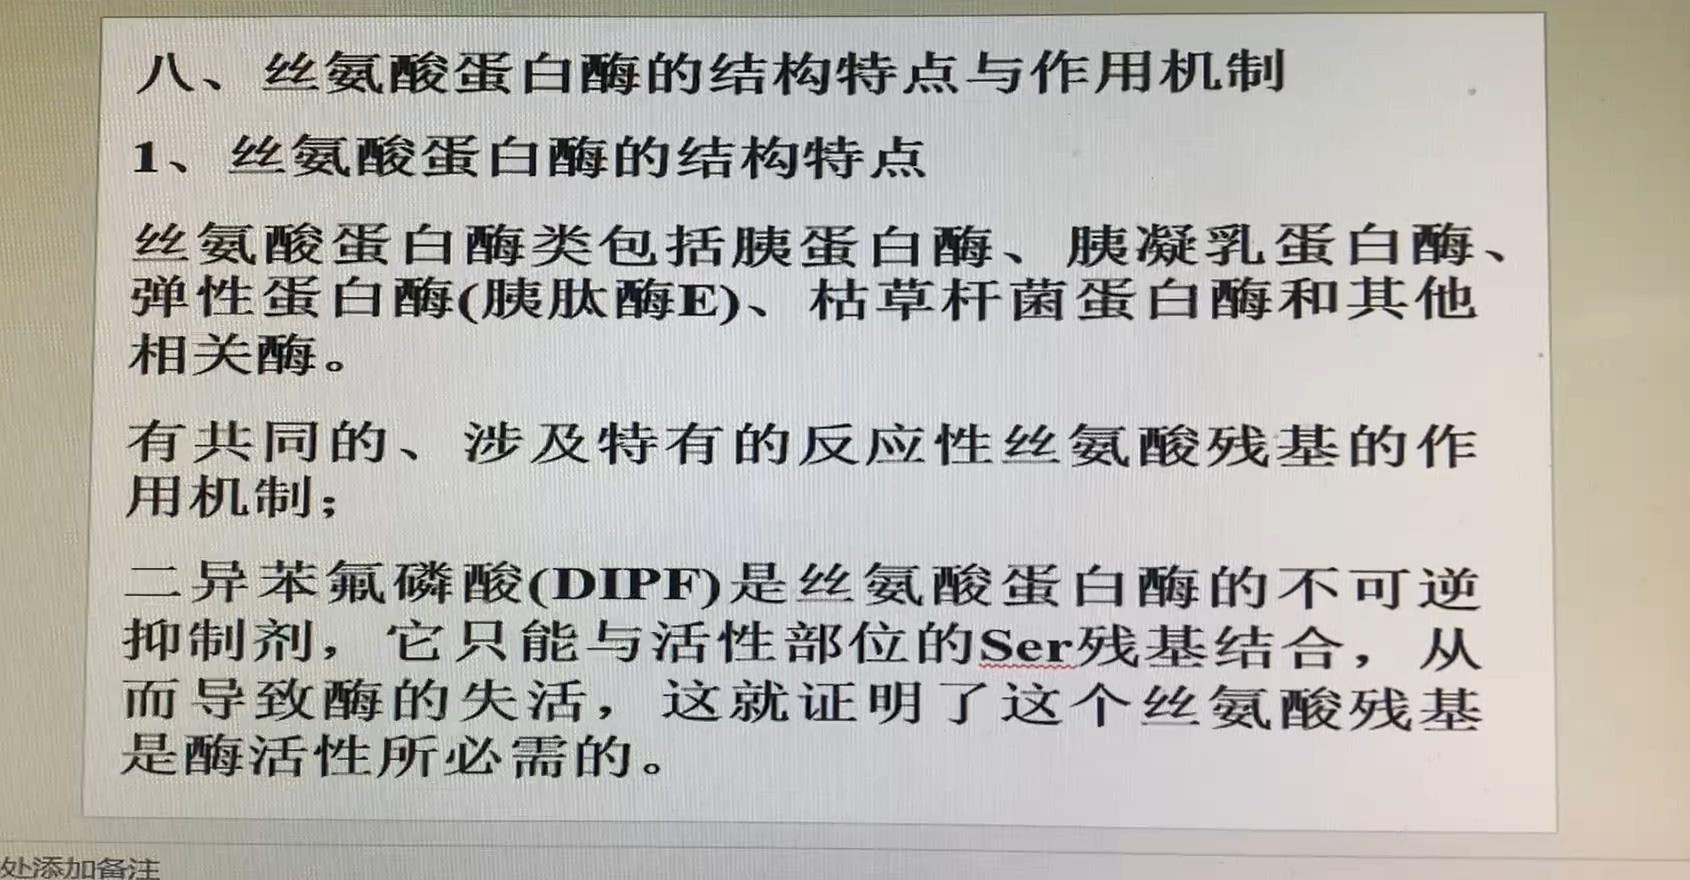 八、丝氨酸蛋白酶的结构特点与作用机制
1、丝氨酸蛋白酶的结构特点
丝氨酸蛋白酶类包括胰蛋白酶、胰凝乳蛋白酶、
弹性蛋白酶(胰肽酶E)、枯草杆菌蛋白酶和其他
相关酶。
有共同的、涉及特有的反应性丝氨酸残基的作
用机制；
二异苯氟磷酸(DIPF)是丝氨酸蛋白酶的不可逆
抑制剂，它只能与活性部位的Ser残基结合，从
而导致酶的失活，这就证明了这个丝氨酸残基
是酶活性所必需的。
处添加备注